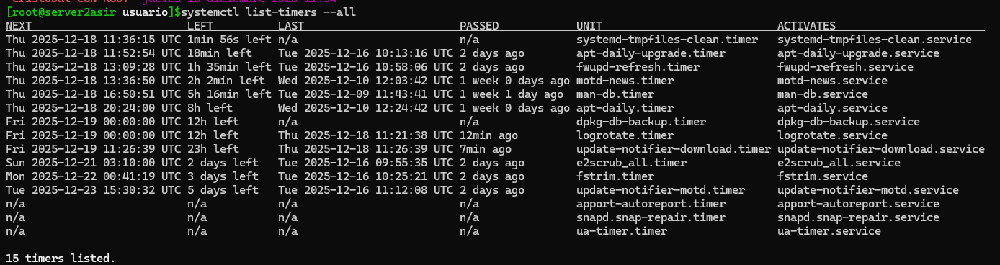 Cristobal CON ROOT jueves 18 diciembre 2025 11:34
[root@server2asir usuario]$systemctl list-timers --all
NEXT LEFT LAST PASSED UNIT ACTIVATES
Thu 2025-12-18 11:36:15 UTC 1min 56s left n/a n/a systemd-tmpfiles-clean.timer systemd-tmpfiles-clean.service
Thu 2025-12-18 11:52:54 UTC 18min left Tue 2025-12-16 10:13:16 UTC 2 days ago apt-daily-upgrade.timer apt-daily-upgrade.service
Thu 2025-12-18 13:09:28 UTC 1h 35min left Tue 2025-12-16 10:58:06 UTC 2 days ago fwupd-refresh.timer fwupd-refresh.service
Thu 2025-12-18 13:36:50 UTC 2h 2min left Wed 2025-12-10 12:03:42 UTC 1 week 0 days ago motd-news.timer motd-news.service
Thu 2025-12-18 16:50:51 UTC 5h 16min left Tue 2025-12-09 11:43:41 UTC 1 week 1 day ago man-db.timer man-db.service
Thu 2025-12-18 20:24:00 UTC 8h left Wed 2025-12-10 12:24:42 UTC 1 week 0 days ago apt-daily.timer apt-daily.service
Fri 2025-12-19 00:00:00 UTC 12h left n/a n/a dpkg-db-backup.timer dpkg-db-backup.service
Fri 2025-12-19 00:00:00 UTC 12h left Thu 2025-12-18 11:21:38 UTC 12min ago logrotate.timer logrotate.service
Fri 2025-12-19 11:26:39 UTC 23h left Thu 2025-12-18 11:26:39 UTC 7min ago update-notifier-download.timer update-notifier-download.service
Sun 2025-12-21 03:10:00 UTC 2 days left Tue 2025-12-16 09:55:35 UTC 2 days ago e2scrub_all.timer e2scrub_all.service
Mon 2025-12-22 00:41:19 UTC 3 days left Tue 2025-12-16 10:25:21 UTC 2 days ago fstrim.timer fstrim.service
Tue 2025-12-23 15:30:32 UTC 5 days left Tue 2025-12-16 11:12:08 UTC 2 days ago update-notifier-motd.timer update-notifier-motd.service
n/a n/a n/a n/a apport-autoreport.timer apport-autoreport.service
n/a n/a n/a n/a snapd.snap-repair.timer snapd.snap-repair.service
n/a n/a n/a n/a ua-timer.timer ua-timer.service
15 timers listed.